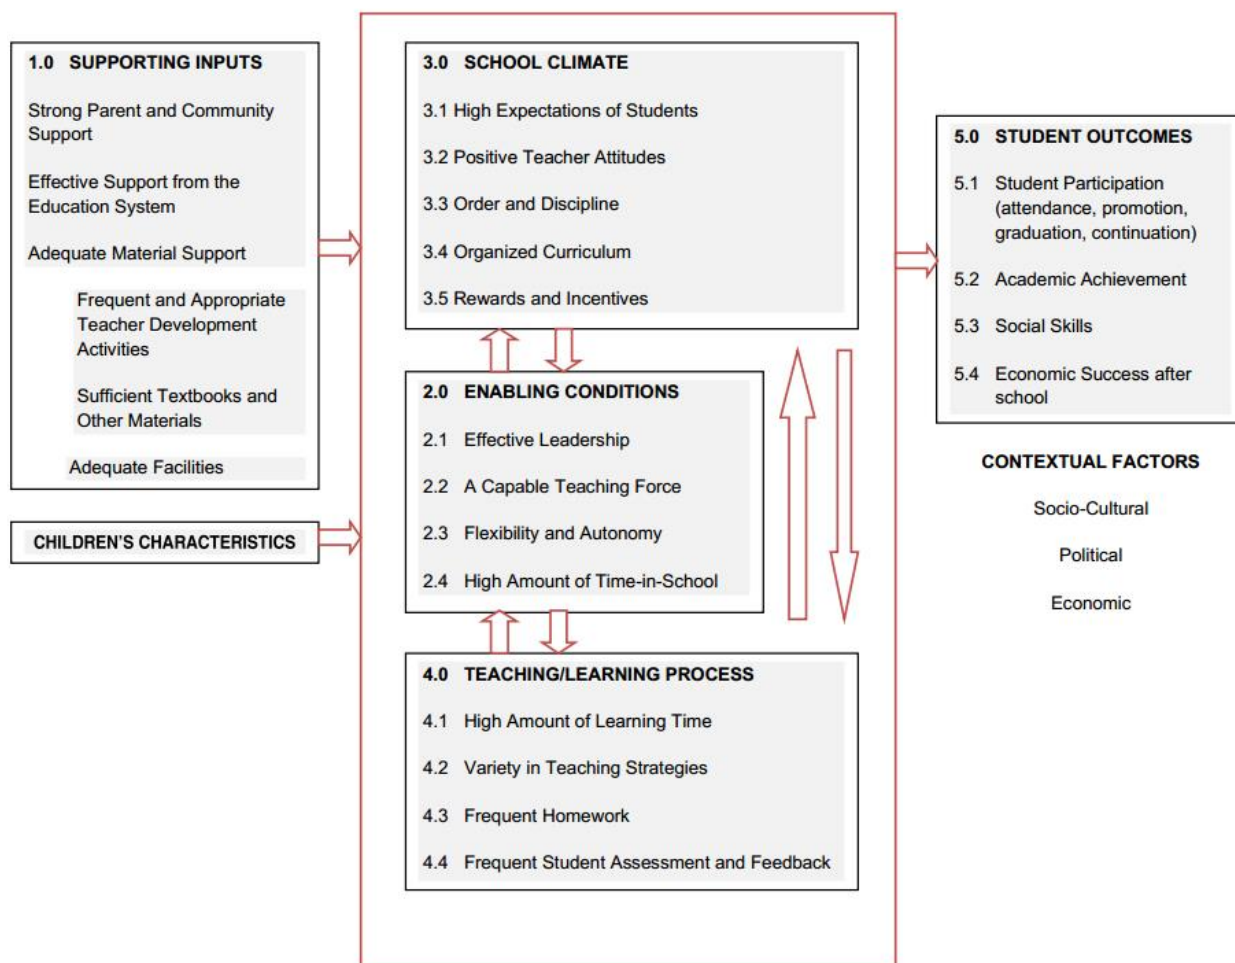 1.0 SUPPORTING INPUTS
Strong Parent and Community
Support
Effective Support from the
Education System
Adequate Material Support
Frequent and Appropriate
Teacher Development
Activities
Sufficient Textbooks and
Other Materials
Adequate Facilities
CHILDREN'S CHARACTERISTICS
3.0 SCHOOL CLIMATE
3.1 High Expectations of Students
3.2 Positive Teacher Attitudes
3.3 Order and Discipline
3.4 Organized Curriculum
3.5 Rewards and Incentives
2.0 ENABLING CONDITIONS
2.1 Effective Leadership
2.2 A Capable Teaching Force
2.3 Flexibility and Autonomy
2.4 High Amount of Time-in-School
4.0 TEACHING/LEARNING PROCESS
4.1 High Amount of Learning Time
4.2 Variety in Teaching Strategies
4.3 Frequent Homework
4.4 Frequent Student Assessment and Feedback
5.0 STUDENT OUTCOMES
5.1 Student Participation
(attendance, promotion,
graduation, continuation)
5.2 Academic Achievement
5.3 Social Skills
5.4 Economic Success after
school
CONTEXTUAL FACTORS
Socio-Cultural
Political
Economic